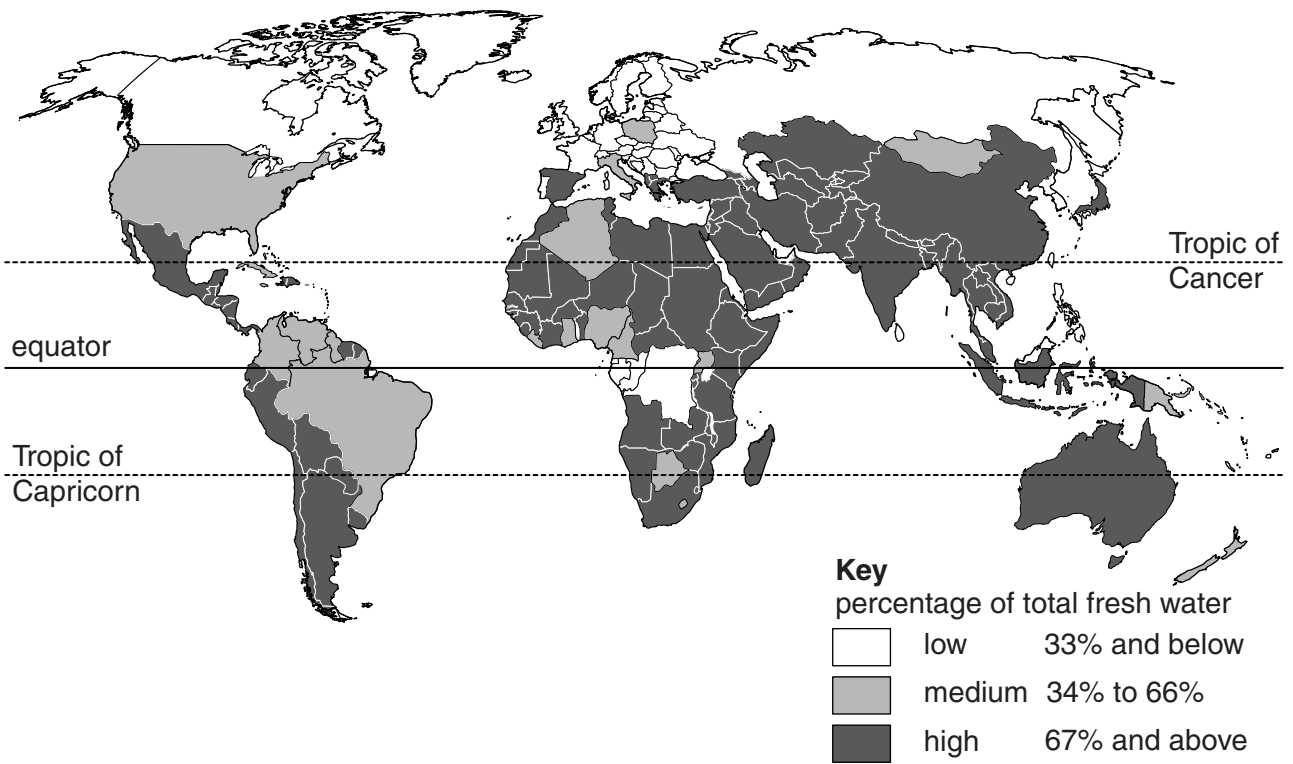 Tropic of
Cancer
equator
Tropic of
Capricorn
Key
percentage of total fresh water
low 33% and below
medium 34% to 66%
high 67% and above